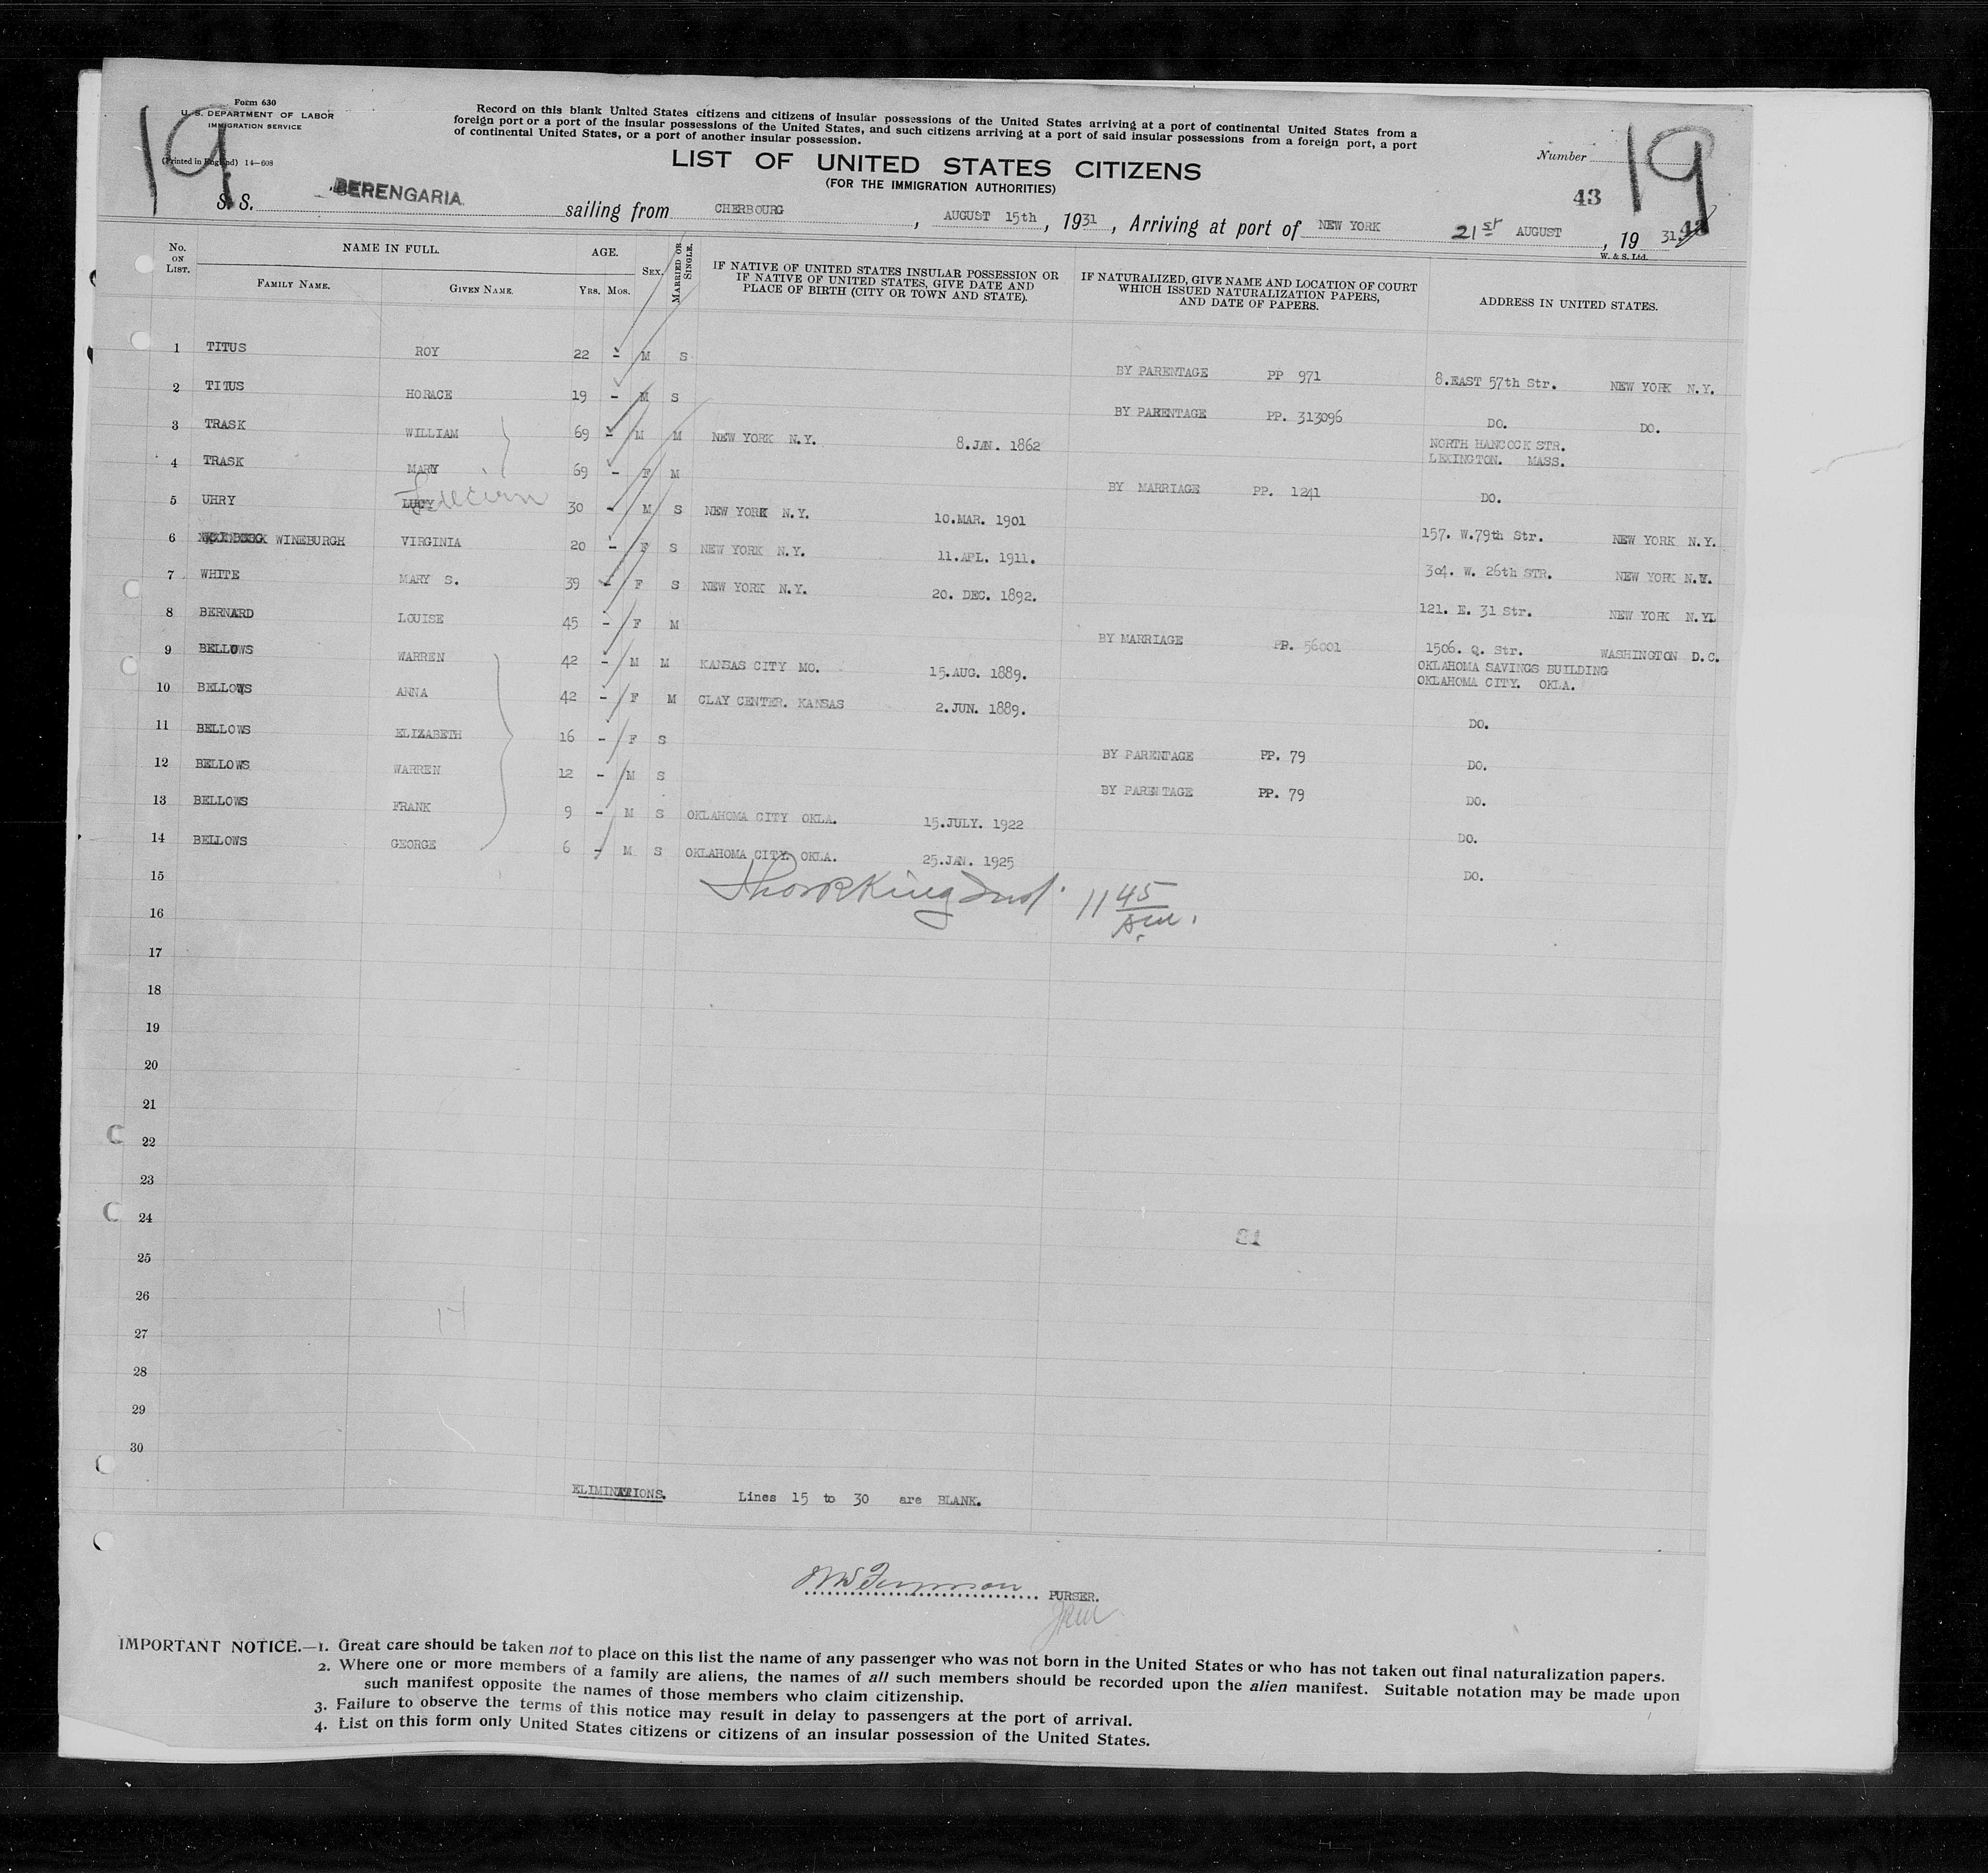 Form 630
U. S. DEPARTMENT OF LABOR
IMMIGRATION SERVICE
(Printed in England) 14—608
19
Record on this blank United States citizens and citizens of insular possessions of the United States arriving at a port of continental United States from a
foreign port or a port of the insular possessions of the United States, and such citizens arriving at a port of said insular possessions from a foreign port, a port
of continental United States, or a port of another insular possession.
LIST OF UNITED STATES CITIZENS
(FOR THE IMMIGRATION AUTHORITIES)
Number 19
43
S. S. BERENGARIA sailing from CHERBOURG, AUGUST 15th, 1931, Arriving at port of NEW YORK 21st AUGUST, 19 31.
W. & S. Ltd.
No. ON LIST. NAME IN FULL. FAMILY NAME. GIVEN NAME. AGE. YRS. MOS. SEX. MARRIED OR SINGLE. IF NATIVE OF UNITED STATES INSULAR POSSESSION OR IF NATIVE OF UNITED STATES, GIVE DATE AND PLACE OF BIRTH (CITY OR TOWN AND STATE). IF NATURALIZED, GIVE NAME AND LOCATION OF COURT WHICH ISSUED NATURALIZATION PAPERS, AND DATE OF PAPERS. ADDRESS IN UNITED STATES.
1 TITUS ROY 22 - M S BY PARENTAGE PP 971 8.EAST 57th Str. NEW YORK N.Y.
2 TITUS HORACE 19 - M S BY PARENTAGE PP. 313096 DO. DO.
3 TRASK WILLIAM 69 - M M NEW YORK N.Y. 8.JAN. 1862 NORTH HANCOCK STR. LEXINGTON. MASS.
4 TRASK MARY 69 - F M BY MARRIAGE PP. 1241 DO.
5 UHRY LUCY 30 - M S NEW YORK N.Y. 10.MAR. 1901 157. W.79th Str. NEW YORK N.Y.
6 WINEBURGH VIRGINIA 20 - F S NEW YORK N.Y. 11.APL. 1911. 304. W. 26th STR. NEW YORK N.Y.
7 WHITE MARY S. 39 - F S NEW YORK N.Y. 20. DEC. 1892. 121. E. 31 Str. NEW YORK N.Y.
8 BERNARD LOUISE 45 - F M BY MARRIAGE PP. 56001 1506. Q. Str. WASHINGTON D.C.
9 BELLOWS WARREN 42 - M M KANSAS CITY MO. 15.AUG. 1889. OKLAHOMA SAVINGS BUILDING OKLAHOMA CITY. OKLA.
10 BELLOWS ANNA 42 - F M CLAY CENTER. KANSAS 2.JUN. 1889. DO.
11 BELLOWS ELIZABETH 16 - F S BY PARENTAGE PP. 79 DO.
12 BELLOWS WARREN 12 - M S BY PARENTAGE PP. 79 DO.
13 BELLOWS FRANK 9 - M S OKLAHOMA CITY OKLA. 15.JULY. 1922 DO.
14 BELLOWS GEORGE 6 - M S OKLAHOMA CITY. OKLA. 25.JAN. 1925 DO.
15
11 45 AM.
16
17
18
19
20
21
22
23
24
25
26
27
28
29
30
ELIMINATIONS. Lines 15 to 30 are BLANK.
PURSER.
IMPORTANT NOTICE.—1. Great care should be taken not to place on this list the name of any passenger who was not born in the United States or who has not taken out final naturalization papers.
2. Where one or more members of a family are aliens, the names of all such members should be recorded upon the alien manifest. Suitable notation may be made upon
such manifest opposite the names of those members who claim citizenship.
3. Failure to observe the terms of this notice may result in delay to passengers at the port of arrival.
4. List on this form only United States citizens or citizens of an insular possession of the United States.